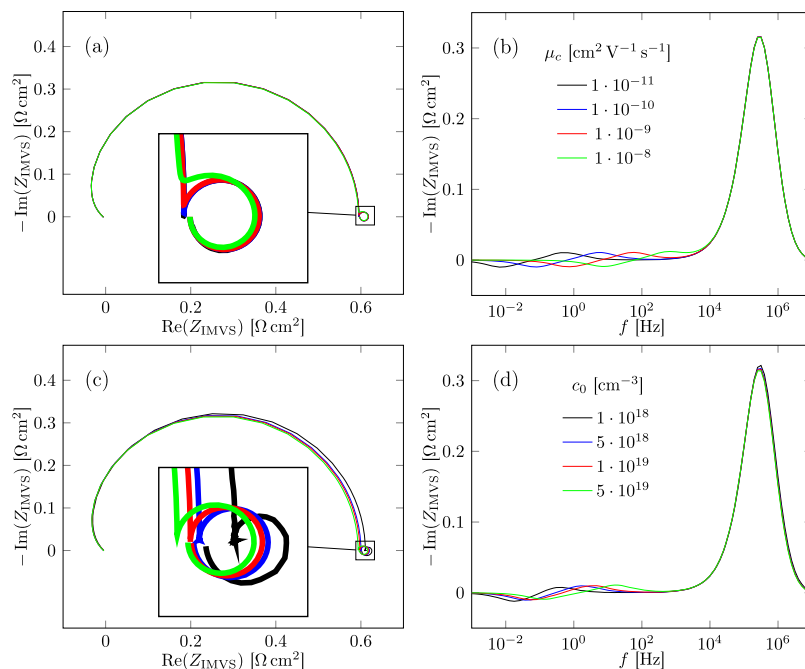 (a)
− Im(Z_IMVS) [Ω cm²]
0.4
0.3
0.2
0.1
0
0 0.2 0.4 0.6
Re(Z_IMVS) [Ω cm²]
(b)
− Im(Z_IMVS) [Ω cm²]
0.3
0.2
0.1
0
μ_c [cm² V⁻¹ s⁻¹]
1 · 10⁻¹¹
1 · 10⁻¹⁰
1 · 10⁻⁹
1 · 10⁻⁸
10⁻² 10⁰ 10² 10⁴ 10⁶
f [Hz]
(c)
− Im(Z_IMVS) [Ω cm²]
0.4
0.3
0.2
0.1
0
0 0.2 0.4 0.6
Re(Z_IMVS) [Ω cm²]
(d)
− Im(Z_IMVS) [Ω cm²]
0.3
0.2
0.1
0
c₀ [cm⁻³]
1 · 10¹⁸
5 · 10¹⁸
1 · 10¹⁹
5 · 10¹⁹
10⁻² 10⁰ 10² 10⁴ 10⁶
f [Hz]